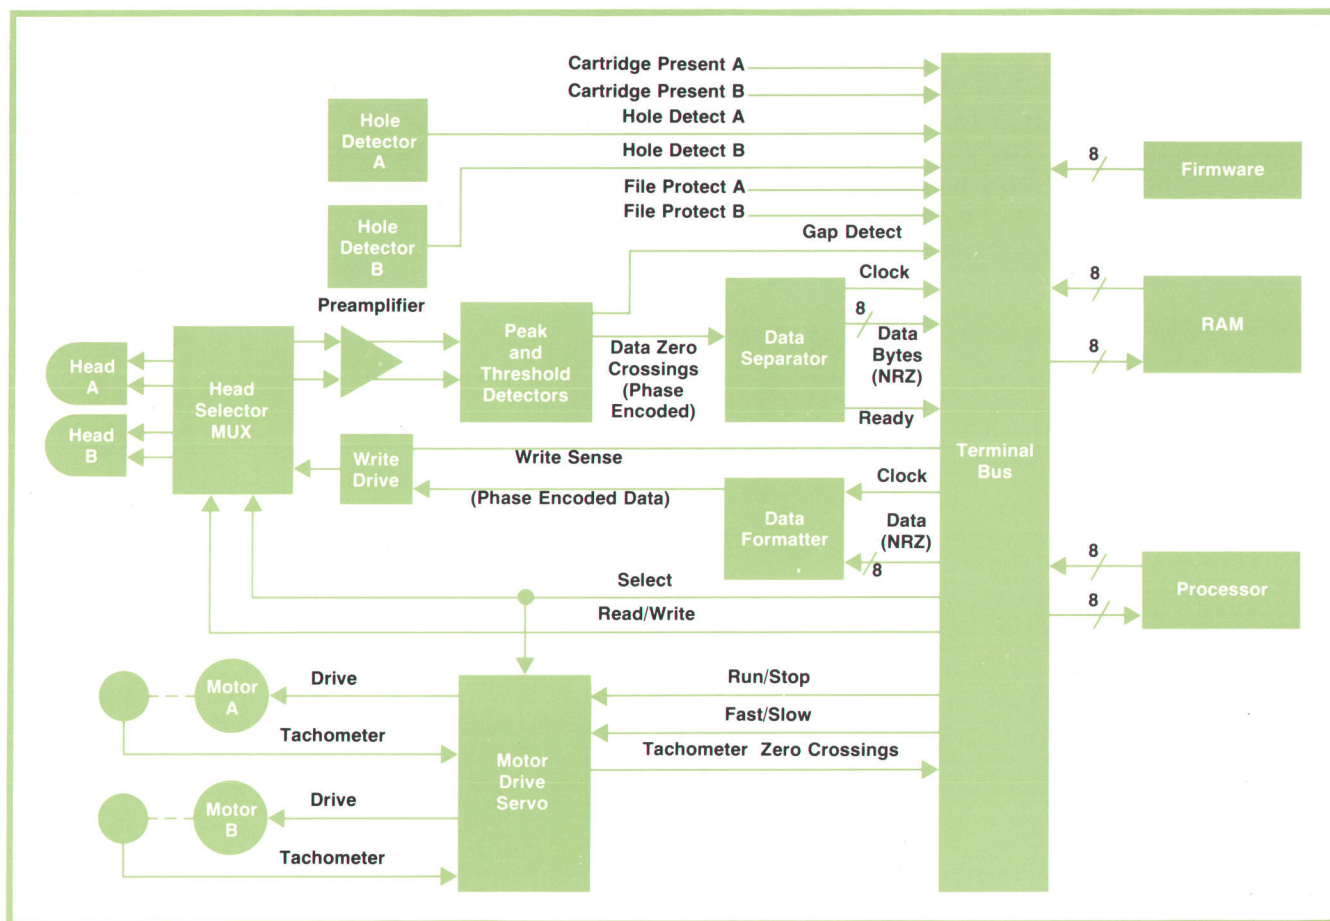 Cartridge Present A
Cartridge Present B
Hole Detect A
Hole
Detector
A
Hole Detect B
File Protect A
File Protect B
8
Firmware
Hole
Detector
B
Gap Detect
Clock
8
8
RAM
8
Preamplifier
Peak
and
Threshold
Detectors
Data Zero
Crossings
(Phase
Encoded)
Data
Separator
Data
Bytes
(NRZ)
Ready
Head
A
Head
B
Head
Selector
MUX
Write
Drive
Write Sense
(Phase Encoded Data)
Terminal
Bus
Clock
Data
Formatter
Data
(NRZ)
8
8
Processor
8
Select
Read/Write
Motor
A
Drive
Tachometer
Run/Stop
Fast/Slow
Tachometer Zero Crossings
Motor
Drive
Servo
Motor
B
Drive
Tachometer